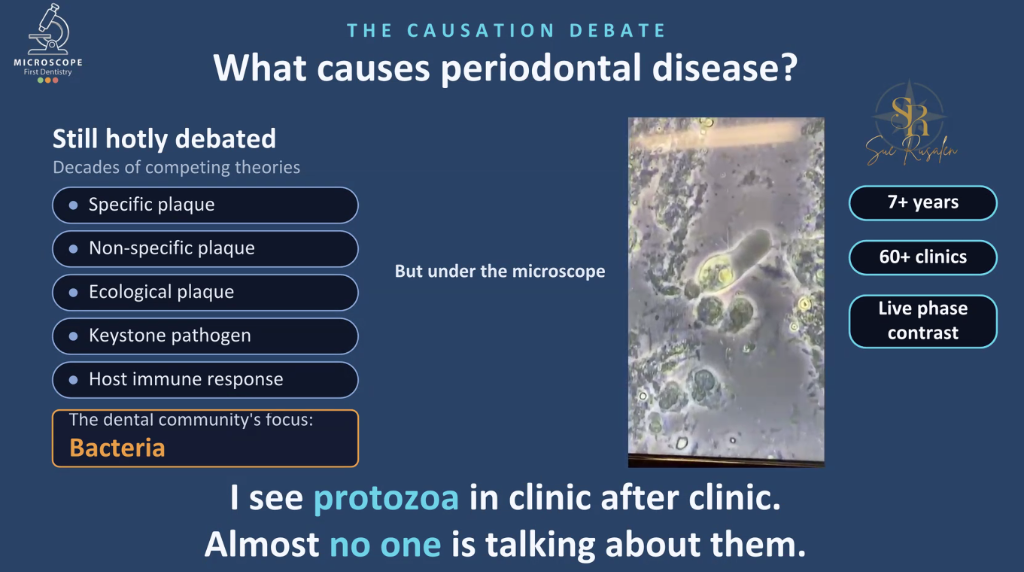 MICROSCOPE
First Dentistry
THE CAUSATION DEBATE
What causes periodontal disease?
Still hotly debated
Decades of competing theories
Specific plaque
Non-specific plaque
Ecological plaque
Keystone pathogen
Host immune response
The dental community's focus:
Bacteria
But under the microscope
SR
7+ years
60+ clinics
Live phase
contrast
I see protozoa in clinic after clinic.
Almost no one is talking about them.